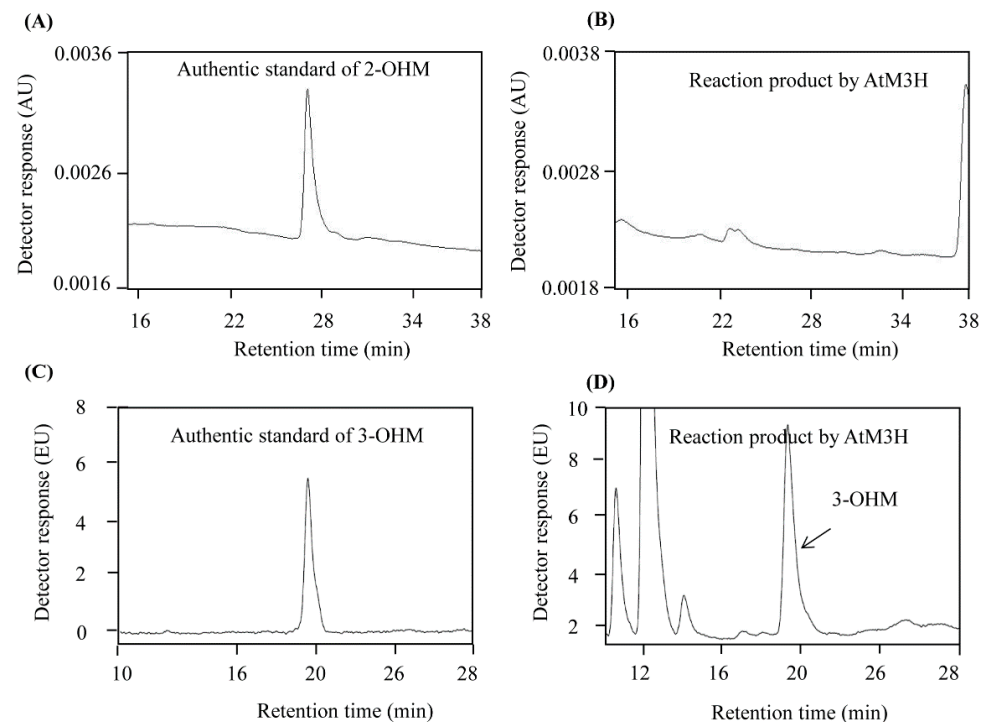 (A)
Authentic standard of 2-OHM
Detector response (AU)
0.0036
0.0026
0.0016
16 22 28 34 38
Retention time (min)
(B)
Reaction product by AtM3H
Detector response (AU)
0.0038
0.0028
0.0018
16 22 28 34 38
Retention time (min)
(C)
Authentic standard of 3-OHM
Detector response (EU)
8
6
4
2
0
10 16 20 26 28
Retention time (min)
(D)
Reaction product by AtM3H
3-OHM
Detector response (EU)
10
8
6
4
2
12 16 20 26 28
Retention time (min)